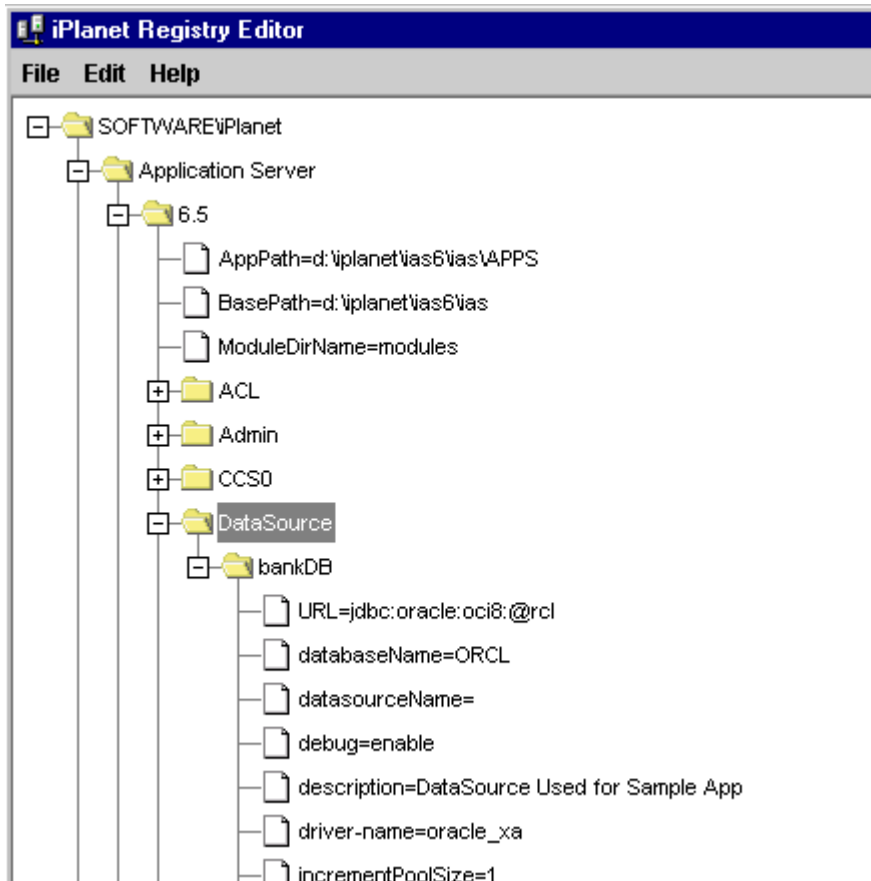 iPlanet Registry Editor
File Edit Help
SOFTWARE\iPlanet
Application Server
6.5
AppPath=d:\iplanet\ias6\ias\APPS
BasePath=d:\iplanet\ias6\ias
ModuleDirName=modules
ACL
Admin
CCS0
DataSource
bankDB
URL=jdbc:oracle:oci8:@rcl
databaseName=ORCL
datasourceName=
debug=enable
description=DataSource Used for Sample App
driver-name=oracle_xa
incrementPoolSize=1